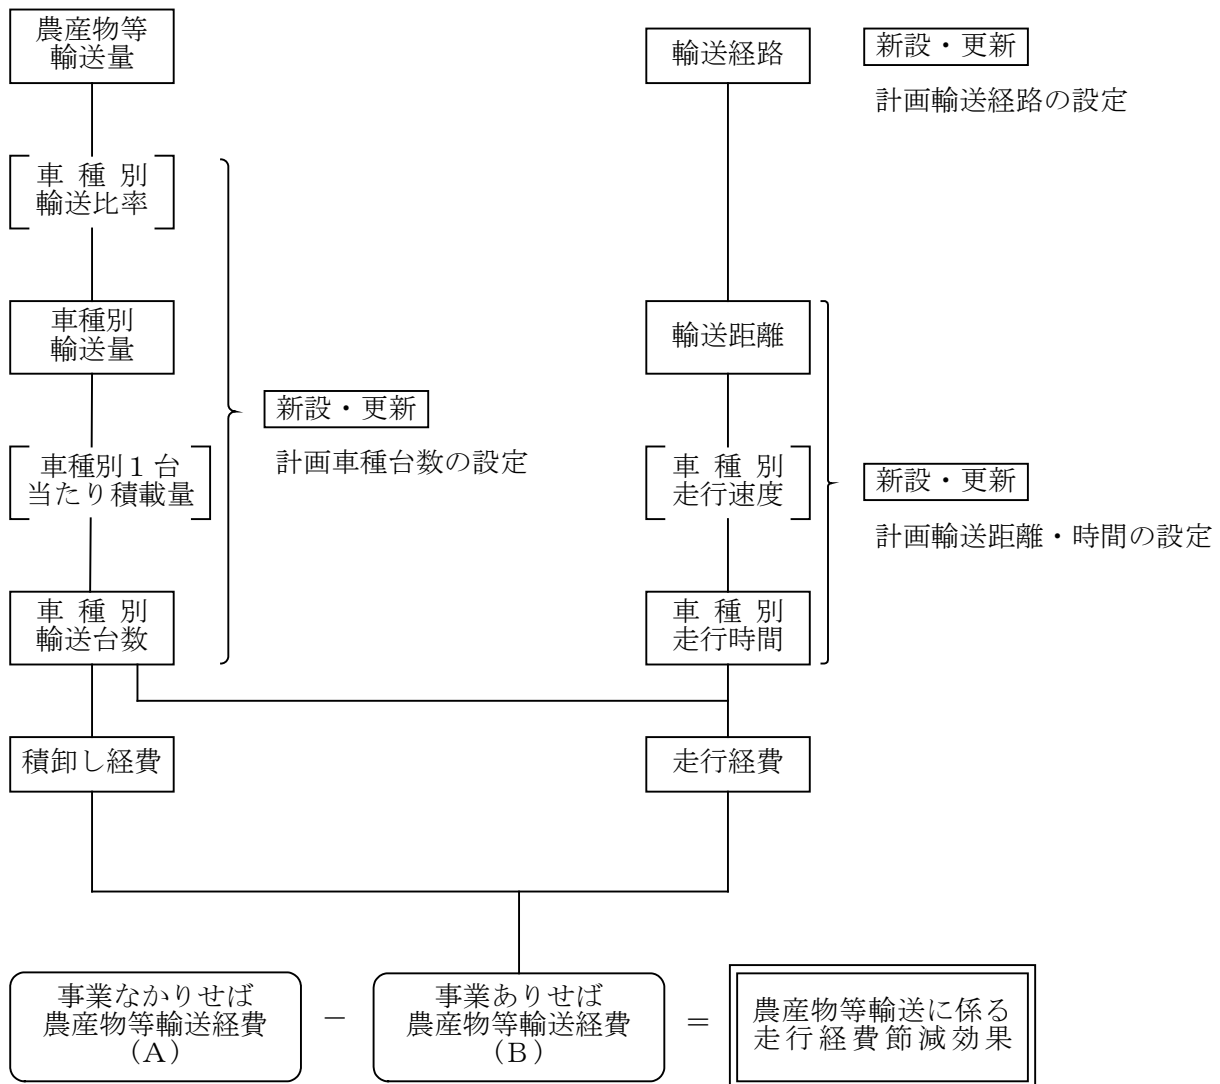 農産物等
輸送量
輸送経路
新設・更新
計画輸送経路の設定
車種別
輸送比率
車種別
輸送量
輸送距離
新設・更新
計画車種台数の設定
車種別１台
当たり積載量
車種別
走行速度
新設・更新
計画輸送距離・時間の設定
車種別
輸送台数
車種別
走行時間
積卸し経費
走行経費
事業なかりせば
農産物等輸送経費
（Ａ）
－
事業ありせば
農産物等輸送経費
（Ｂ）
＝
農産物等輸送に係る
走行経費節減効果